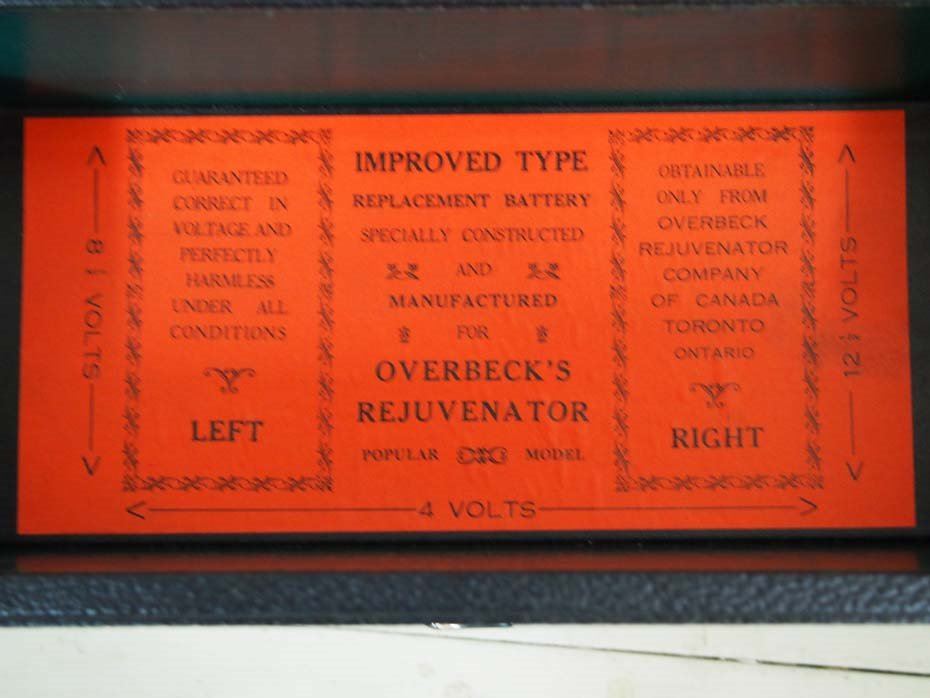 8 VOLTS
GUARANTEED
CORRECT IN
VOLTAGE AND
PERFECTLY
HARMLESS
UNDER ALL
CONDITIONS
LEFT
IMPROVED TYPE
REPLACEMENT BATTERY
SPECIALLY CONSTRUCTED
AND
MANUFACTURED
FOR
OVERBECK'S
REJUVENATOR
POPULAR MODEL
4 VOLTS
OBTAINABLE
ONLY FROM
OVERBECK
REJUVENATOR
COMPANY
OF CANADA
TORONTO
ONTARIO
RIGHT
12 VOLTS